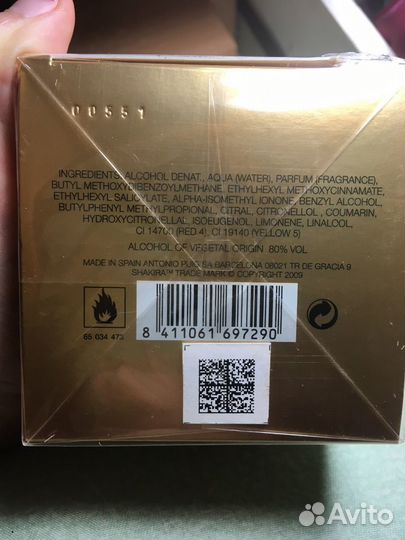 00551
INGREDIENTS: ALCOHOL DENAT., AQUA (WATER), PARFUM (FRAGRANCE),
BUTYL METHOXYDIBENZOYLMETHANE, ETHYLHEXYL METHOXYCINNAMATE,
ETHYLHEXYL SALICYLATE, ALPHA-ISOMETHYL IONONE, BENZYL ALCOHOL,
BUTYLPHENYL METHYLPROPIONAL, CITRAL, CITRONELLOL, COUMARIN,
HYDROXYCITRONELLAL, ISOEUGENOL, LIMONENE, LINALOOL,
CI 14700 (RED 4), CI 19140 (YELLOW 5)
ALCOHOL OF VEGETAL ORIGIN 80% VOL
MADE IN SPAIN ANTONIO PUIG SA BARCELONA 08021 TR DE GRACIA 9
SHAKIRA™ TRADE MARK © COPYRIGHT 2009
65 034 473
8 411061 697290
Avito